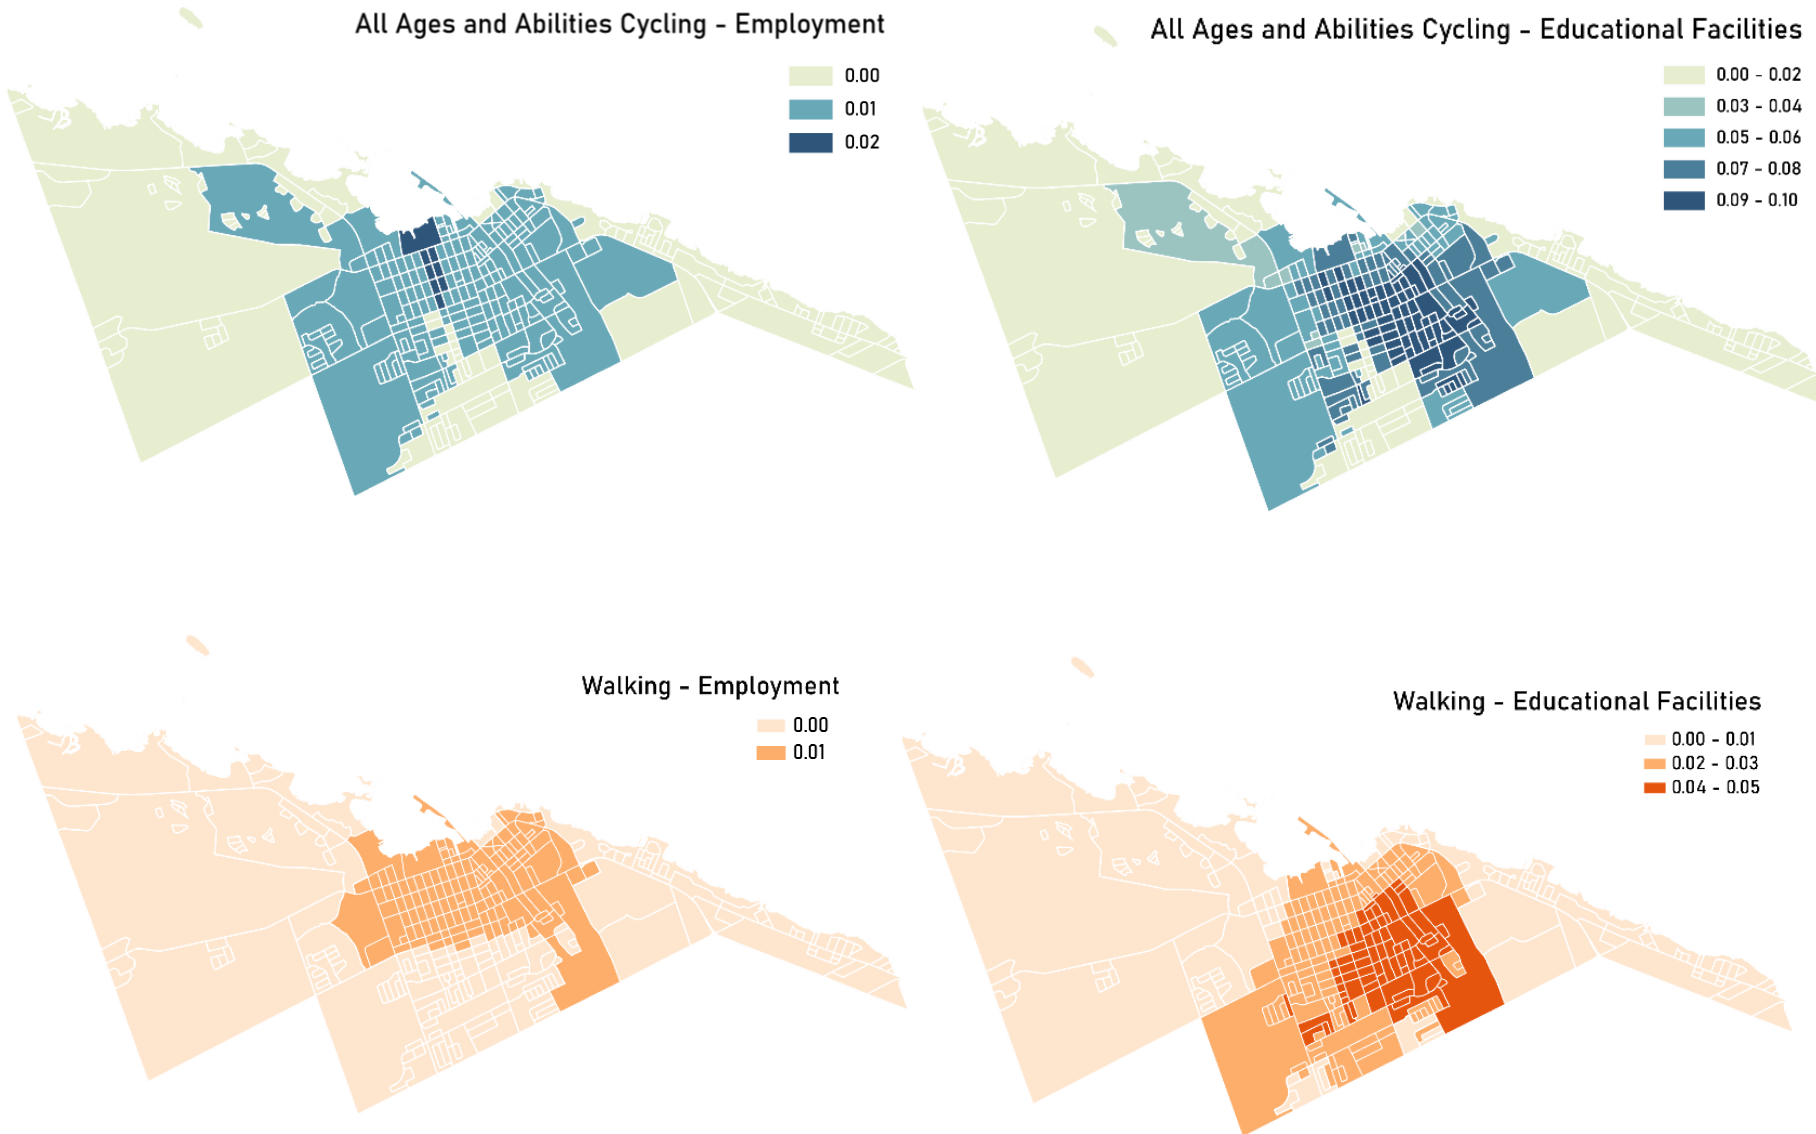 All Ages and Abilities Cycling - Employment
0.00
0.01
0.02
All Ages and Abilities Cycling - Educational Facilities
0.00 - 0.02
0.03 - 0.04
0.05 - 0.06
0.07 - 0.08
0.09 - 0.10
Walking - Employment
0.00
0.01
Walking - Educational Facilities
0.00 - 0.01
0.02 - 0.03
0.04 - 0.05